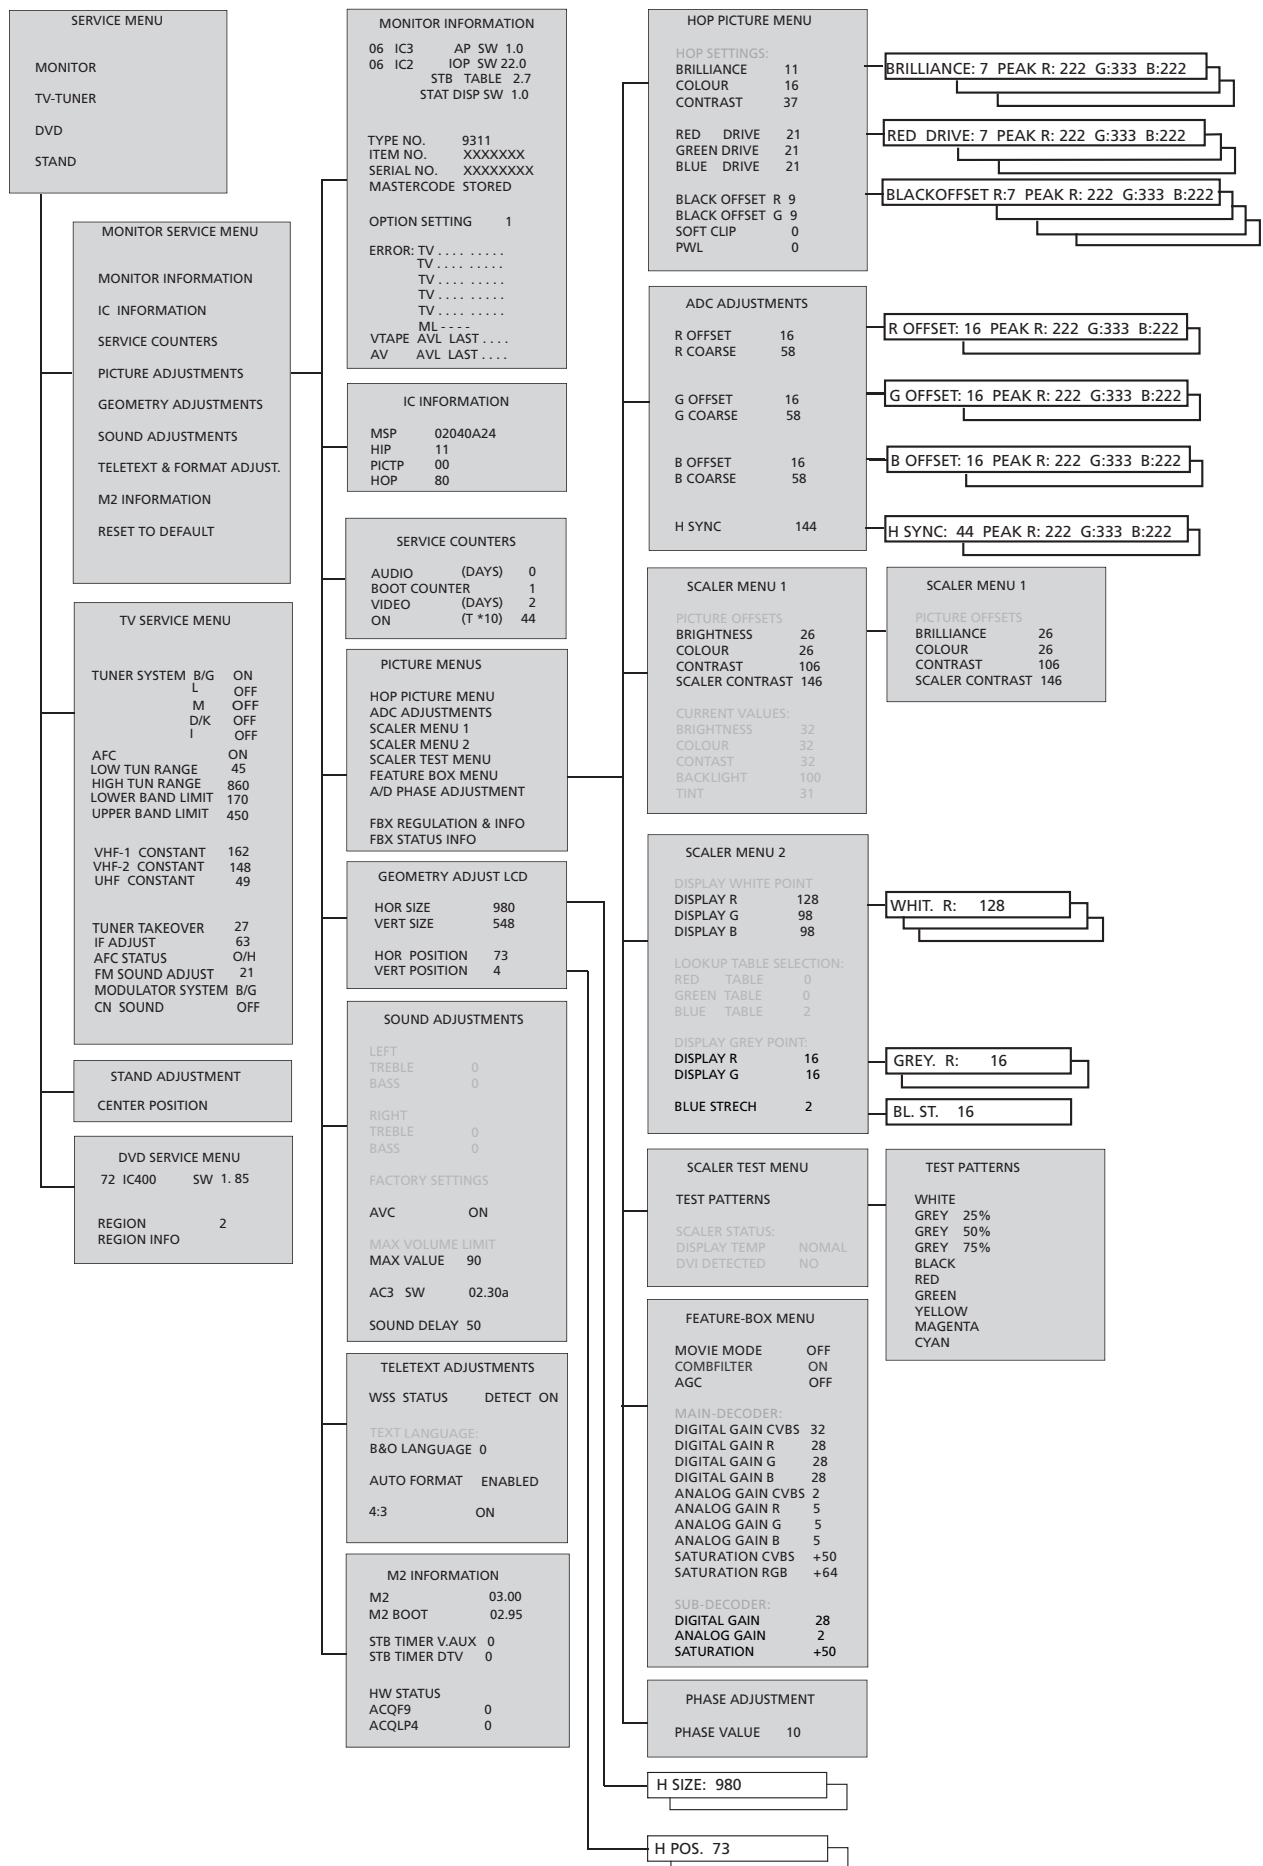 SERVICE MENU
MONITOR
TV-TUNER
DVD
STAND
MONITOR SERVICE MENU
MONITOR INFORMATION
IC INFORMATION
SERVICE COUNTERS
PICTURE ADJUSTMENTS
GEOMETRY ADJUSTMENTS
SOUND ADJUSTMENTS
TELETEXT & FORMAT ADJUST.
M2 INFORMATION
RESET TO DEFAULT
TV SERVICE MENU
TUNER SYSTEM B/G ON
L OFF
M OFF
D/K OFF
I OFF
AFC ON
LOW TUN RANGE 45
HIGH TUN RANGE 860
LOWER BAND LIMIT 170
UPPER BAND LIMIT 450
VHF-1 CONSTANT 162
VHF-2 CONSTANT 148
UHF CONSTANT 49
TUNER TAKEOVER 27
IF ADJUST 63
AFC STATUS O/H
FM SOUND ADJUST 21
MODULATOR SYSTEM B/G
CN SOUND OFF
STAND ADJUSTMENT
CENTER POSITION
DVD SERVICE MENU
72 IC400 SW 1. 85
REGION 2
REGION INFO
MONITOR INFORMATION
06 IC3 AP SW 1.0
06 IC2 IOP SW 22.0
STB TABLE 2.7
STAT DISP SW 1.0
TYPE NO. 9311
ITEM NO. XXXXXXX
SERIAL NO. XXXXXXXX
MASTERCODE STORED
OPTION SETTING 1
ERROR: TV . . . . . . . . .
TV . . . . . . . . .
TV . . . . . . . . .
TV . . . . . . . . .
TV . . . . . . . . .
ML - - - -
VTAPE AVL LAST . . . .
AV AVL LAST . . . .
IC INFORMATION
MSP 02040A24
HIP 11
PICTP 00
HOP 80
SERVICE COUNTERS
AUDIO (DAYS) 0
BOOT COUNTER 1
VIDEO (DAYS) 2
ON (T *10) 44
PICTURE MENUS
HOP PICTURE MENU
ADC ADJUSTMENTS
SCALER MENU 1
SCALER MENU 2
SCALER TEST MENU
FEATURE BOX MENU
A/D PHASE ADJUSTMENT
FBX REGULATION & INFO
FBX STATUS INFO
GEOMETRY ADJUST LCD
HOR SIZE 980
VERT SIZE 548
HOR POSITION 73
VERT POSITION 4
SOUND ADJUSTMENTS
LEFT
TREBLE 0
BASS 0
RIGHT
TREBLE 0
BASS 0
FACTORY SETTINGS
AVC ON
MAX VOLUME LIMIT
MAX VALUE 90
AC3 SW 02.30a
SOUND DELAY 50
TELETEXT ADJUSTMENTS
WSS STATUS DETECT ON
TEXT LANGUAGE:
B&O LANGUAGE 0
AUTO FORMAT ENABLED
4:3 ON
M2 INFORMATION
M2 03.00
M2 BOOT 02.95
STB TIMER V.AUX 0
STB TIMER DTV 0
HW STATUS
ACQF9 0
ACQLP4 0
HOP PICTURE MENU
HOP SETTINGS:
BRILLIANCE 11
COLOUR 16
CONTRAST 37
RED DRIVE 21
GREEN DRIVE 21
BLUE DRIVE 21
BLACK OFFSET R 9
BLACK OFFSET G 9
SOFT CLIP 0
PWL 0
BRILLIANCE: 7 PEAK R: 222 G:333 B:222
RED DRIVE: 7 PEAK R: 222 G:333 B:222
BLACKOFFSET R:7 PEAK R: 222 G:333 B:222
ADC ADJUSTMENTS
R OFFSET 16
R COARSE 58
G OFFSET 16
G COARSE 58
B OFFSET 16
B COARSE 58
H SYNC 144
R OFFSET: 16 PEAK R: 222 G:333 B:222
G OFFSET: 16 PEAK R: 222 G:333 B:222
B OFFSET: 16 PEAK R: 222 G:333 B:222
H SYNC: 44 PEAK R: 222 G:333 B:222
SCALER MENU 1
PICTURE OFFSETS
BRIGHTNESS 26
COLOUR 26
CONTRAST 106
SCALER CONTRAST 146
CURRENT VALUES:
BRIGHTNESS 32
COLOUR 32
CONTAST 32
BACKLIGHT 100
TINT 31
SCALER MENU 1
PICTURE OFFSETS
BRILLIANCE 26
COLOUR 26
CONTRAST 106
SCALER CONTRAST 146
SCALER MENU 2
DISPLAY WHITE POINT
DISPLAY R 128
DISPLAY G 98
DISPLAY B 98
LOOKUP TABLE SELECTION:
RED TABLE 0
GREEN TABLE 0
BLUE TABLE 2
DISPLAY GREY POINT:
DISPLAY R 16
DISPLAY G 16
BLUE STRECH 2
WHIT. R: 128
GREY. R: 16
BL. ST. 16
SCALER TEST MENU
TEST PATTERNS
SCALER STATUS:
DISPLAY TEMP NOMAL
DVI DETECTED NO
TEST PATTERNS
WHITE
GREY 25%
GREY 50%
GREY 75%
BLACK
RED
GREEN
YELLOW
MAGENTA
CYAN
FEATURE-BOX MENU
MOVIE MODE OFF
COMBFILTER ON
AGC OFF
MAIN-DECODER:
DIGITAL GAIN CVBS 32
DIGITAL GAIN R 28
DIGITAL GAIN G 28
DIGITAL GAIN B 28
ANALOG GAIN CVBS 2
ANALOG GAIN R 5
ANALOG GAIN G 5
ANALOG GAIN B 5
SATURATION CVBS +50
SATURATION RGB +64
SUB-DECODER:
DIGITAL GAIN 28
ANALOG GAIN 2
SATURATION +50
PHASE ADJUSTMENT
PHASE VALUE 10
H SIZE: 980
H POS. 73